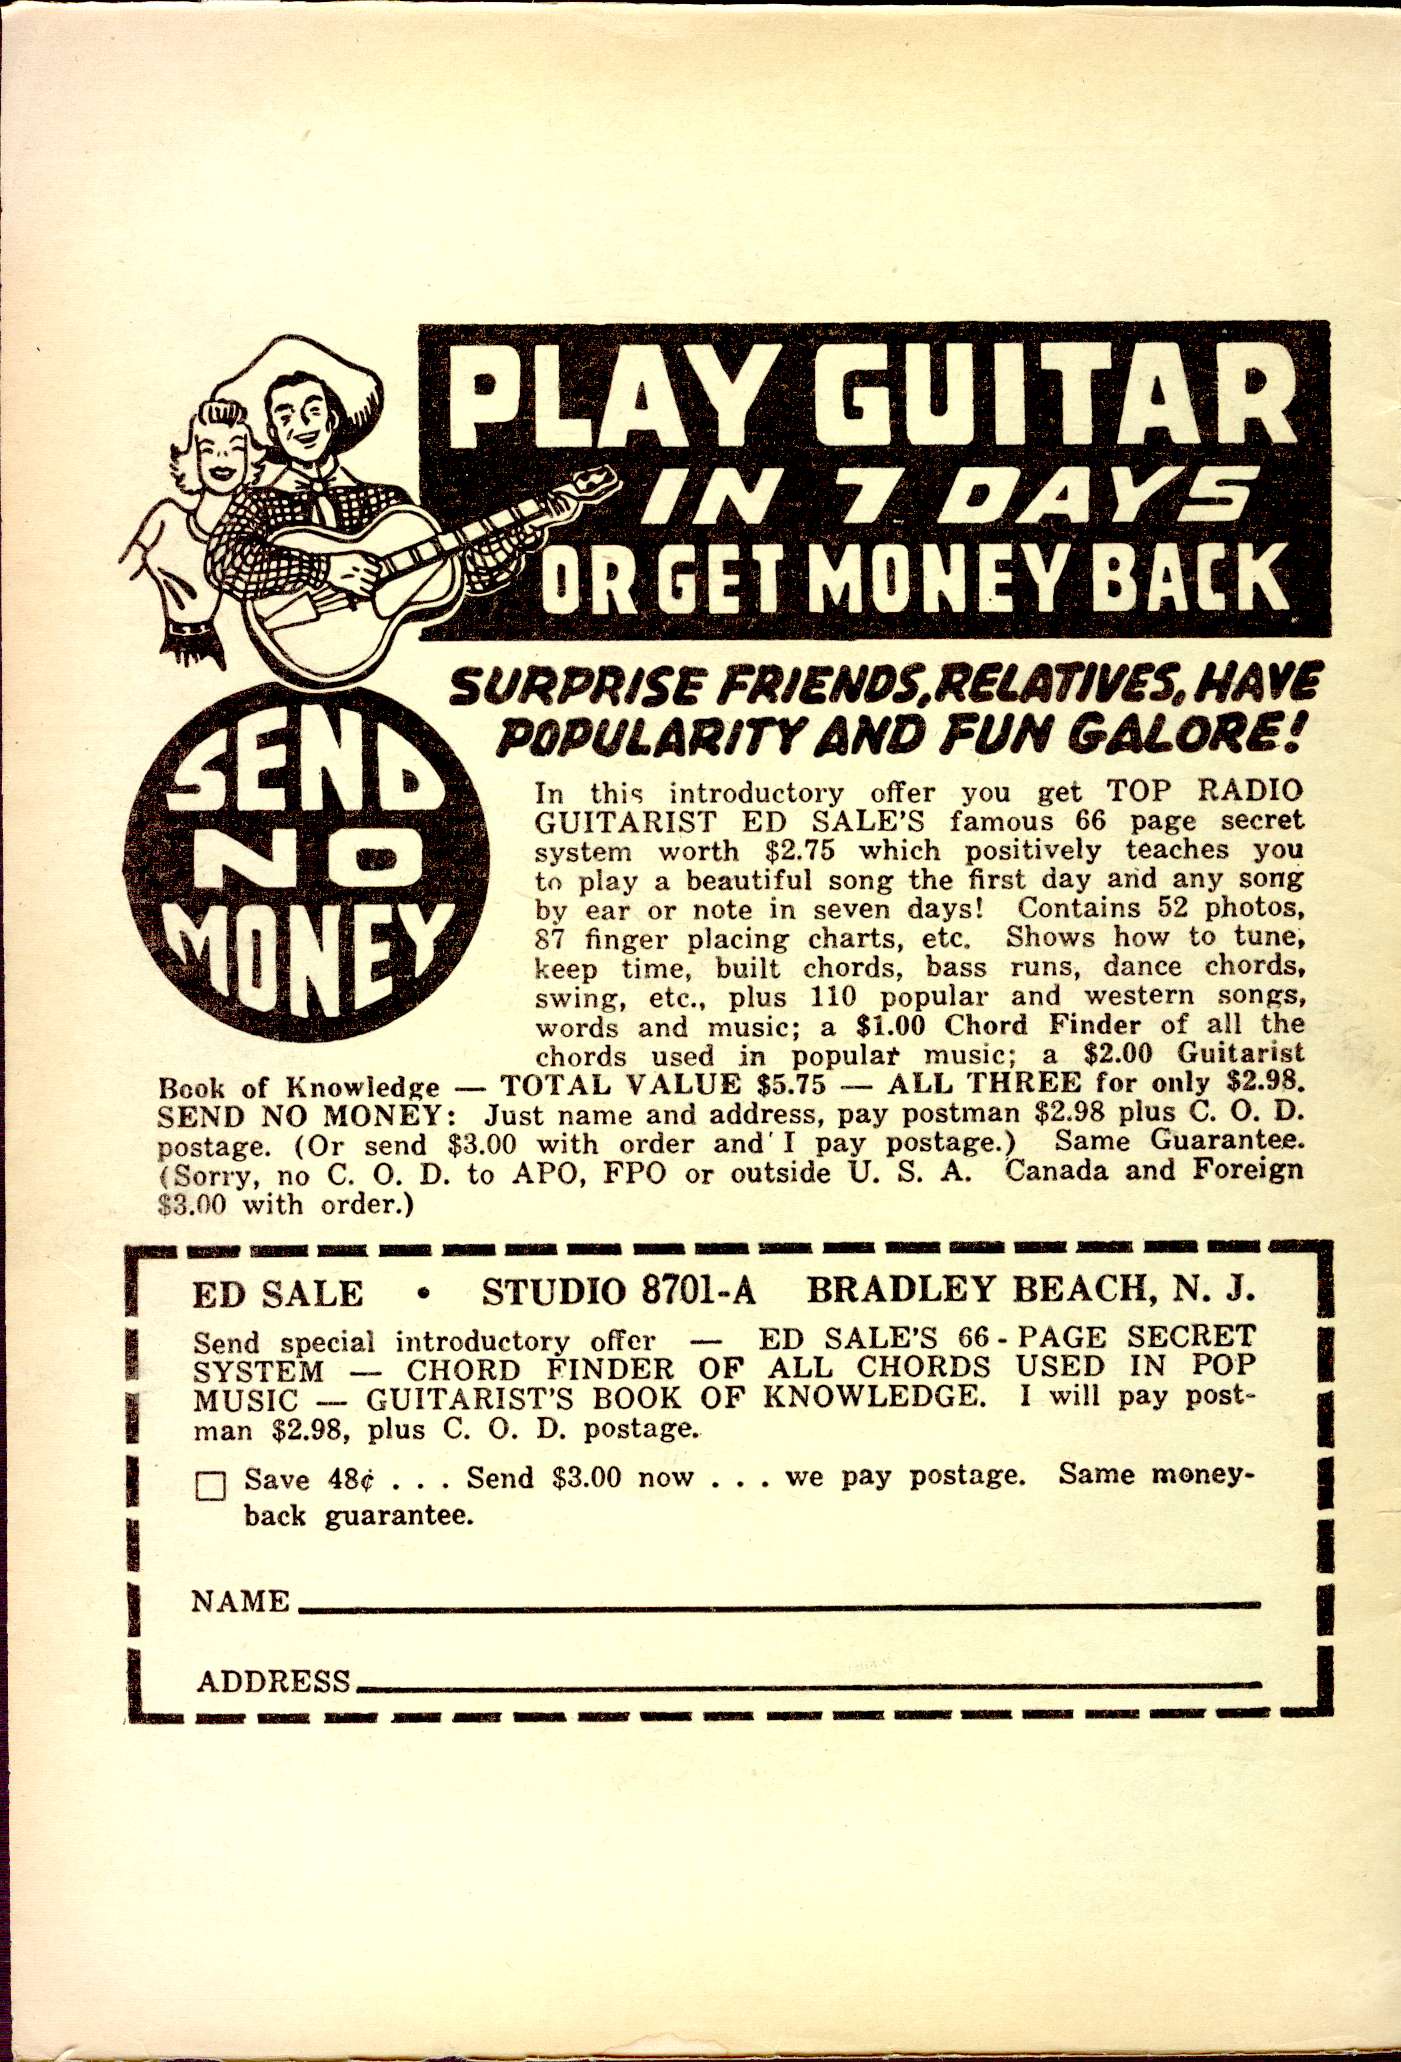 PLAY GUITAR
IN 7 DAYS
OR GET MONEY BACK
SURPRISE FRIENDS, RELATIVES, HAVE
POPULARITY AND FUN GALORE!
SEND
NO
MONEY
In this introductory offer you get TOP RADIO
GUITARIST ED SALE'S famous 66 page secret
system worth $2.75 which positively teaches you
to play a beautiful song the first day and any song
by ear or note in seven days! Contains 52 photos,
87 finger placing charts, etc. Shows how to tune,
keep time, built chords, bass runs, dance chords,
swing, etc., plus 110 popular and western songs,
words and music; a $1.00 Chord Finder of all the
chords used in popular music; a $2.00 Guitarist
Book of Knowledge — TOTAL VALUE $5.75 — ALL THREE for only $2.98.
SEND NO MONEY: Just name and address, pay postman $2.98 plus C. O. D.
postage. (Or send $3.00 with order and I pay postage.) Same Guarantee.
(Sorry, no C. O. D. to APO, FPO or outside U. S. A. Canada and Foreign
$3.00 with order.)
ED SALE • STUDIO 8701-A BRADLEY BEACH, N. J.
Send special introductory offer — ED SALE'S 66-PAGE SECRET
SYSTEM — CHORD FINDER OF ALL CHORDS USED IN POP
MUSIC — GUITARIST'S BOOK OF KNOWLEDGE. I will pay post-
man $2.98, plus C. O. D. postage.
Save 48¢ . . . Send $3.00 now . . . we pay postage. Same money-
back guarantee.
NAME
ADDRESS